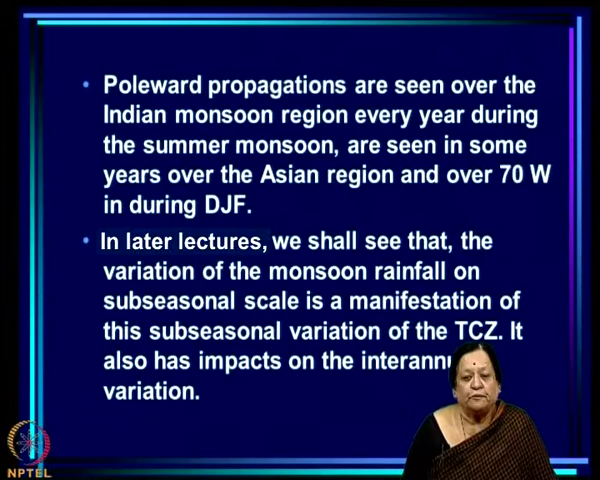 • Poleward propagations are seen over the
Indian monsoon region every year during
the summer monsoon, are seen in some
years over the Asian region and over 70 W
in during DJF.
• In later lectures, we shall see that, the
variation of the monsoon rainfall on
subseasonal scale is a manifestation of
this subseasonal variation of the TCZ. It
also has impacts on the
variation.
NPTEL